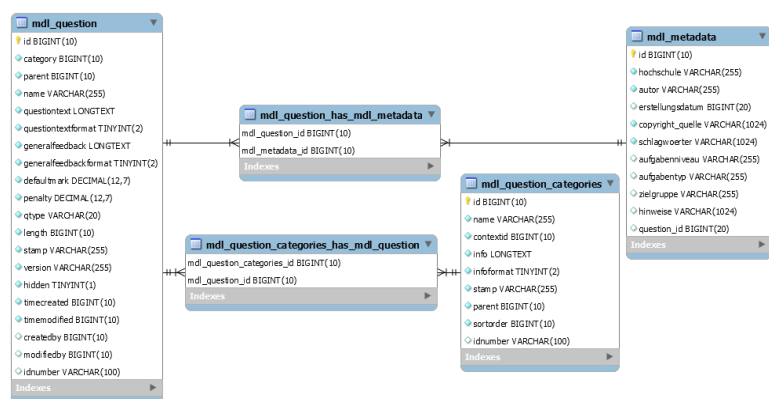 mdl_question
id BIGINT(10)
category BIGINT(10)
parent BIGINT(10)
name VARCHAR(255)
questiontext LONGTEXT
questiontextformat TINYINT(2)
generalfeedback LONGTEXT
generalfeedbackformat TINYINT(2)
defaultmark DECIMAL(12,7)
penalty DECIMAL(12,7)
qtype VARCHAR(20)
length BIGINT(10)
stamp VARCHAR(255)
version VARCHAR(255)
hidden TINYINT(1)
timecreated BIGINT(10)
timemodified BIGINT(10)
createdby BIGINT(10)
modifiedby BIGINT(10)
idnumber VARCHAR(100)
Indexes
mdl_question_has_mdl_metadata
mdl_question_id BIGINT(10)
mdl_metadata_id BIGINT(10)
Indexes
mdl_question_categories_has_mdl_question
mdl_question_categories_id BIGINT(10)
mdl_question_id BIGINT(10)
Indexes
mdl_question_categories
id BIGINT(10)
name VARCHAR(255)
contextid BIGINT(10)
info LONGTEXT
infoformat TINYINT(2)
stamp VARCHAR(255)
parent BIGINT(10)
sortorder BIGINT(10)
idnumber VARCHAR(100)
Indexes
mdl_metadata
id BIGINT(10)
hochschule VARCHAR(255)
autor VARCHAR(255)
erstellungsdatum BIGINT(20)
copyright_quelle VARCHAR(1024)
schlagwoerter VARCHAR(1024)
aufgabenniveau VARCHAR(255)
aufgabentyp VARCHAR(255)
zielgruppe VARCHAR(255)
hinweise VARCHAR(1024)
question_id BIGINT(20)
Indexes